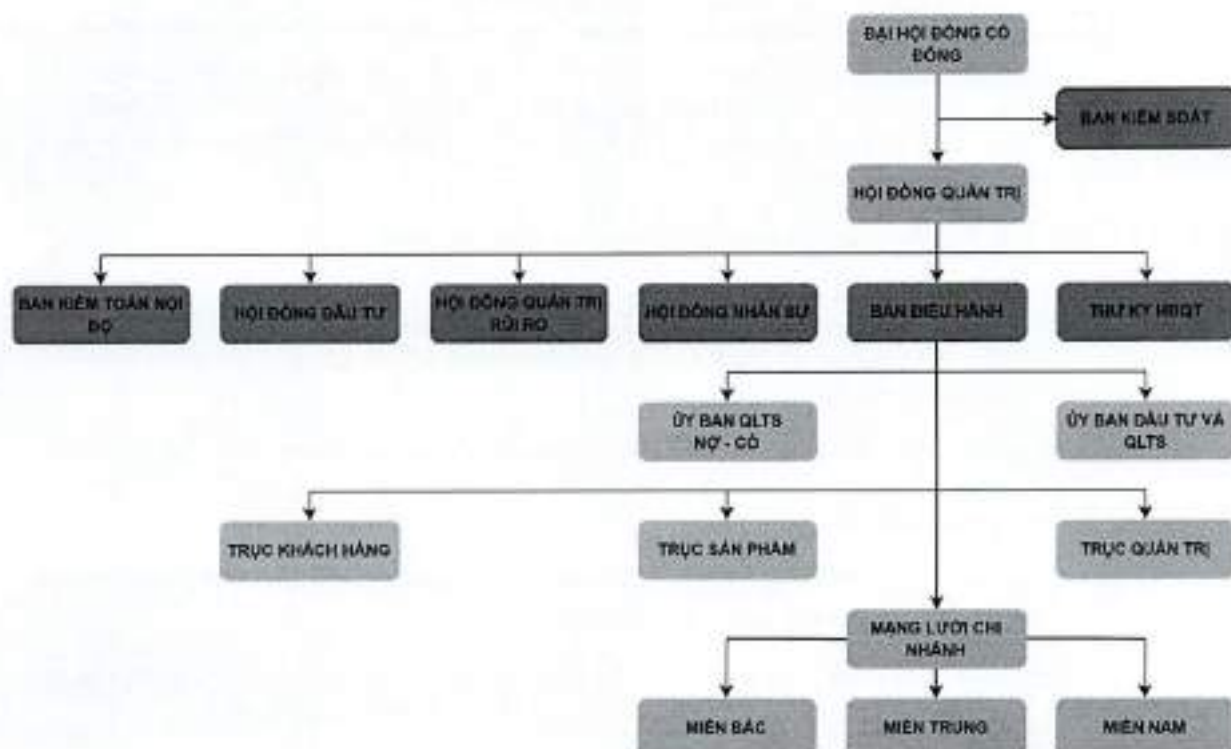 ĐẠI HỘI ĐỒNG CỔ
ĐÔNG
BAN KIỂM SOÁT
HỘI ĐỒNG QUẢN TRỊ
BAN KIỂM TOÁN NỘI
BỘ
HỘI ĐỒNG ĐẦU TƯ
HỘI ĐỒNG QUẢN TRỊ
RỦI RO
HỘI ĐỒNG NHÂN SỰ
BAN ĐIỀU HÀNH
THƯ KÝ HĐQT
ỦY BAN QLTS
NỢ - CÓ
ỦY BAN ĐẦU TƯ VÀ
QLTS
TRỤC KHÁCH HÀNG
TRỤC SẢN PHẨM
TRỤC QUẢN TRỊ
MẠNG LƯỚI CHI
NHÁNH
MIỀN BẮC
MIỀN TRUNG
MIỀN NAM